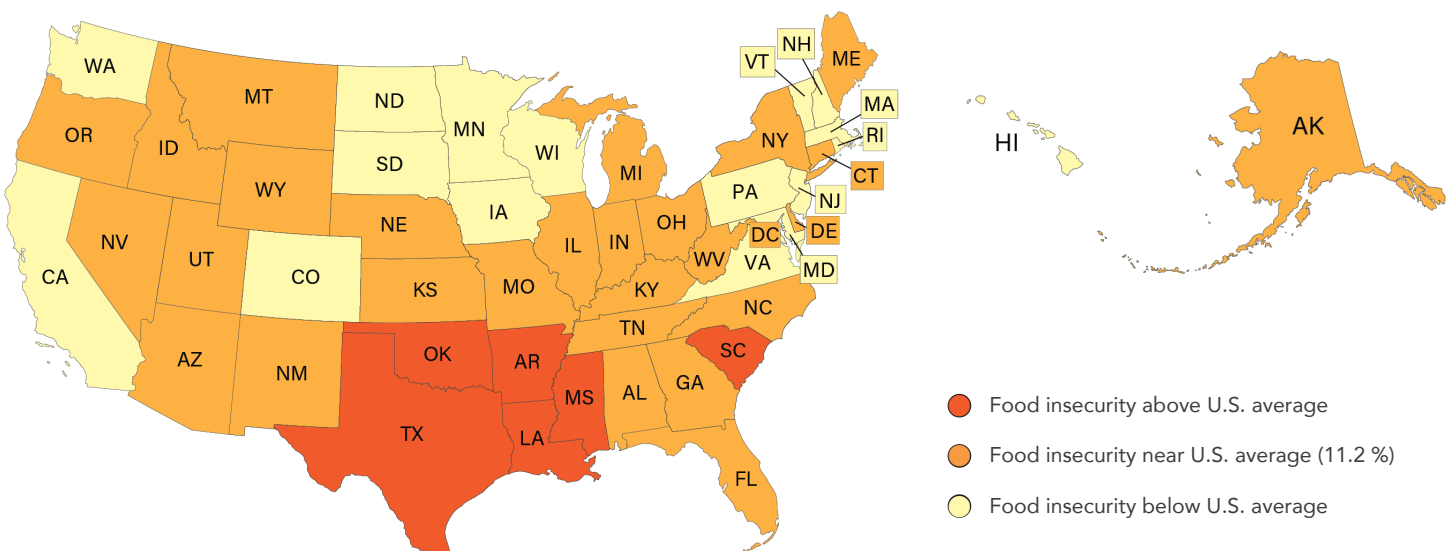 WA
MT
ND
MN
OR
ID
WY
SD
WI
MI
NY
VT
NH
ME
MA
RI
CT
PA
NJ
IA
NE
NV
UT
CO
CA
KS
MO
IL
IN
OH
WV
DC
DE
MD
VA
KY
NC
TN
AZ
NM
OK
AR
SC
TX
LA
MS
AL
GA
FL
HI
AK
Food insecurity above U.S. average
Food insecurity near U.S. average (11.2 %)
Food insecurity below U.S. average